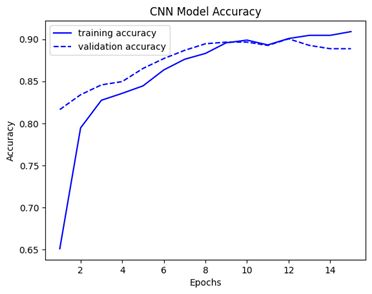 CNN Model Accuracy
training accuracy
validation accuracy
0.90
0.85
0.80
0.75
0.70
0.65
Accuracy
2 4 6 8 10 12 14
Epochs